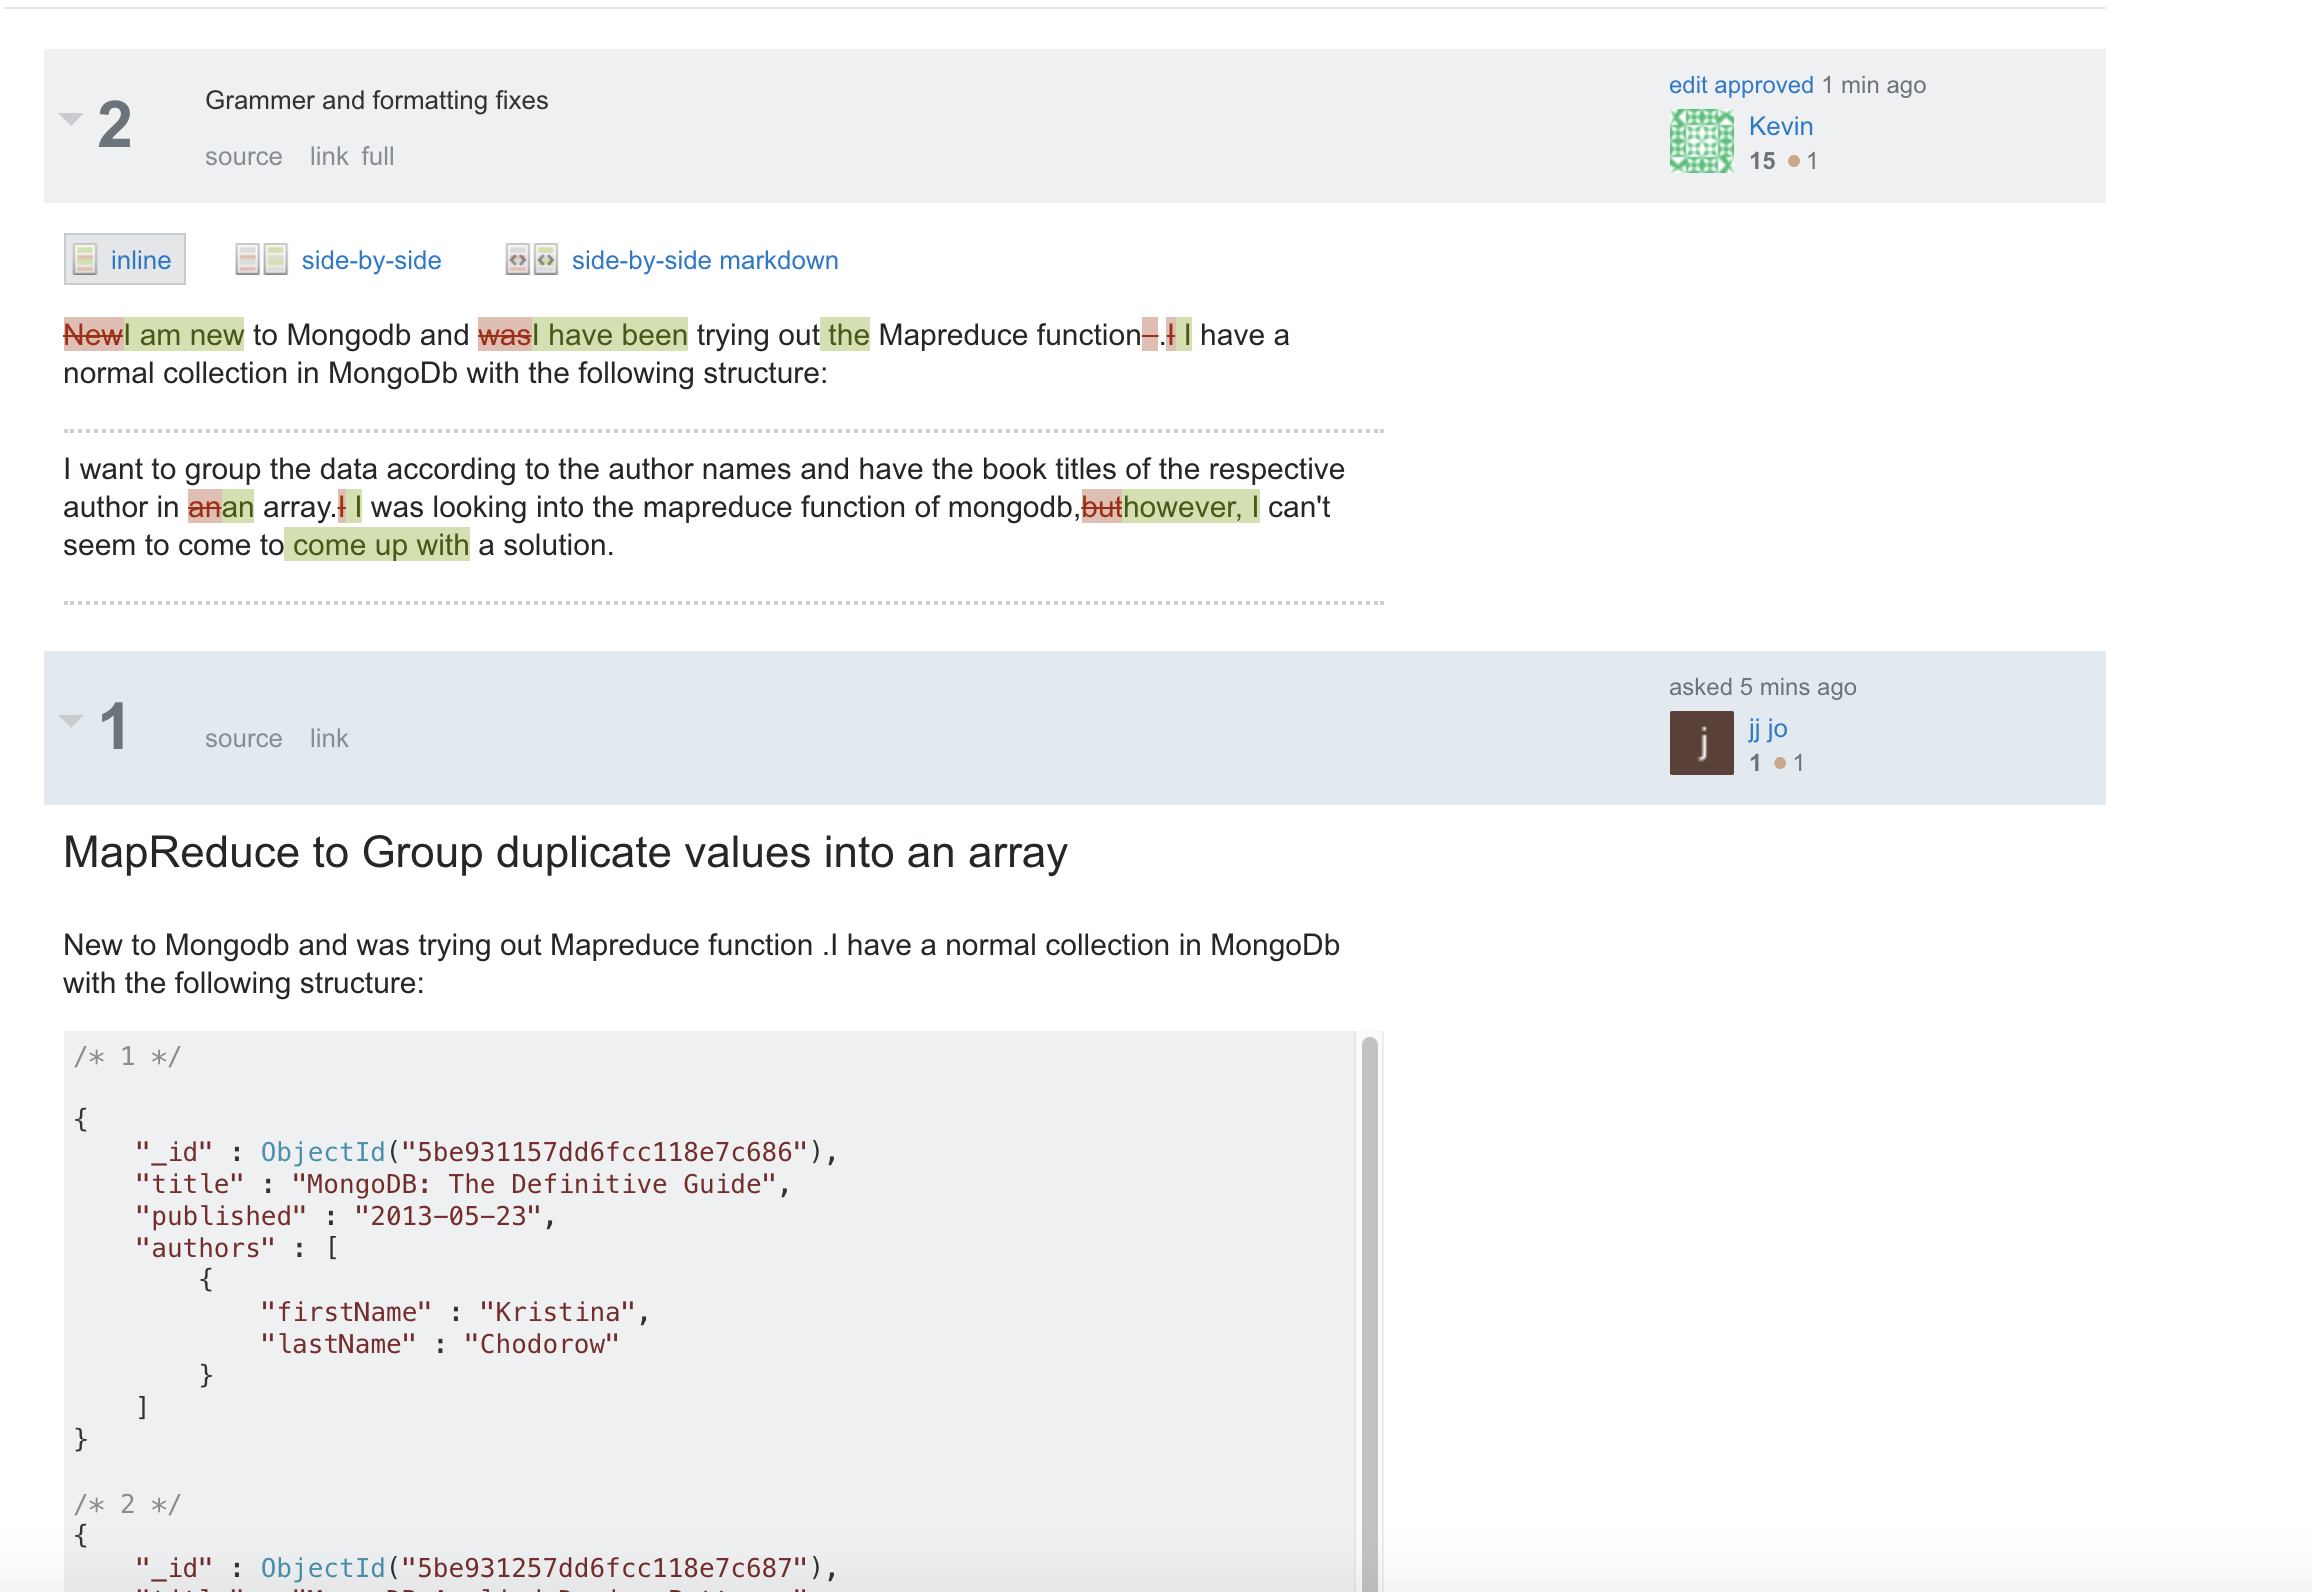 2
Grammer and formatting fixes
source link full
edit approved 1 min ago
Kevin
15 ● 1
inline side-by-side side-by-side markdown
NewI am new to Mongodb and wasI have been trying out the Mapreduce function .I I have a
normal collection in MongoDb with the following structure:
I want to group the data according to the author names and have the book titles of the respective
author in anan array.I I was looking into the mapreduce function of mongodb,buthowever, I can't
seem to come to come up with a solution.
1
source link
asked 5 mins ago
j
jj jo
1 ● 1
MapReduce to Group duplicate values into an array
New to Mongodb and was trying out Mapreduce function .I have a normal collection in MongoDb
with the following structure:
/* 1 */
{
"_id" : ObjectId("5be931157dd6fcc118e7c686"),
"title" : "MongoDB: The Definitive Guide",
"published" : "2013-05-23",
"authors" : [
{
"firstName" : "Kristina",
"lastName" : "Chodorow"
}
]
}
/* 2 */
{
"_id" : ObjectId("5be931257dd6fcc118e7c687"),